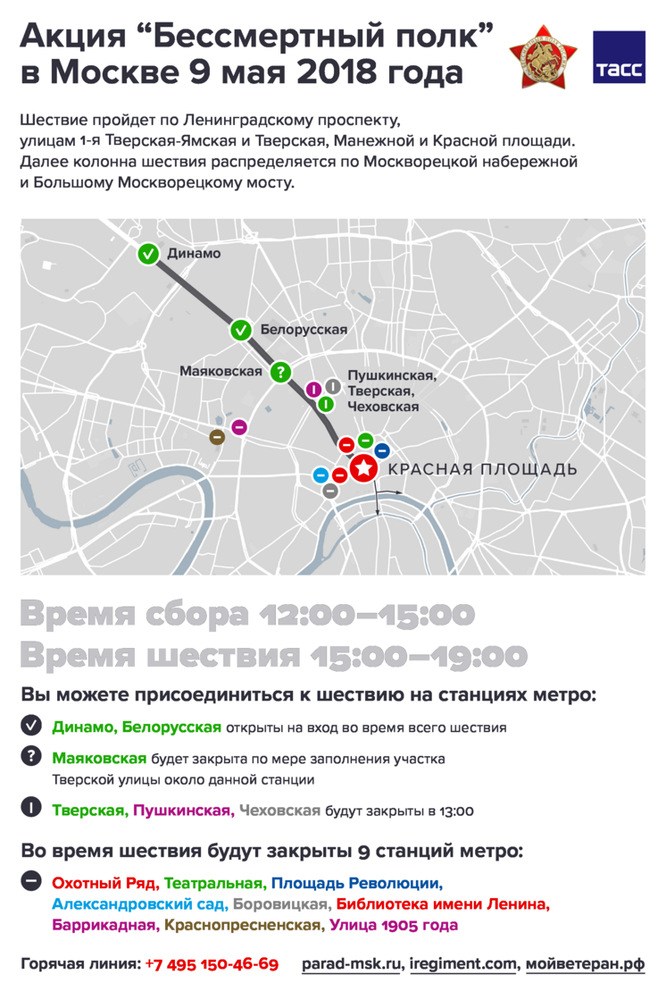 Акция “Бессмертный полк”
в Москве 9 мая 2018 года
БЕССМЕРТНЫЙ ПОЛК РОССИИ
ТАСС
Шествие пройдет по Ленинградскому проспекту,
улицам 1-я Тверская-Ямская и Тверская, Манежной и Красной площади.
Далее колонна шествия распределяется по Москворецкой набережной
и Большому Москворецкому мосту.
Динамо
Белорусская
Маяковская
?
Пушкинская,
Тверская,
Чеховская
КРАСНАЯ ПЛОЩАДЬ
Время сбора 12:00–15:00
Время шествия 15:00–19:00
Вы можете присоединиться к шествию на станциях метро:
Динамо, Белорусская открыты на вход во время всего шествия
? Маяковская будет закрыта по мере заполнения участка
Тверской улицы около данной станции
Тверская, Пушкинская, Чеховская будут закрыты в 13:00
Во время шествия будут закрыты 9 станций метро:
Охотный Ряд, Театральная, Площадь Революции,
Александровский сад, Боровицкая, Библиотека имени Ленина,
Баррикадная, Краснопресненская, Улица 1905 года
Горячая линия: +7 495 150-46-69 parad-msk.ru, iregiment.com, мойветеран.рф